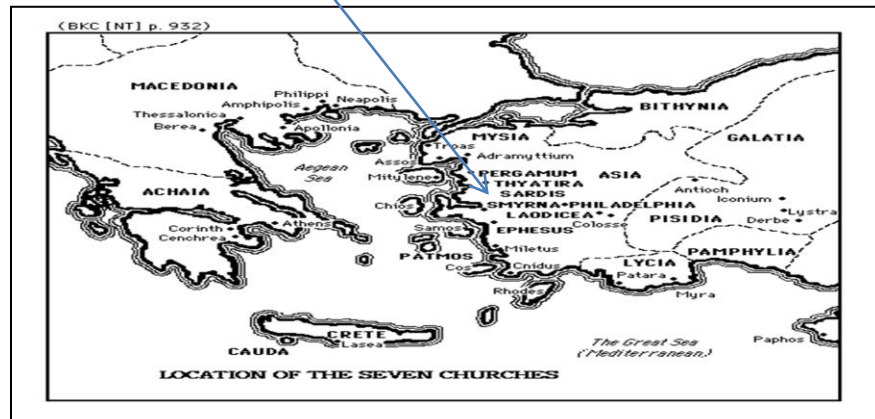 (BKC [NT] p. 932)
MACEDONIA
Philippi
Amphipolis
Neapolis
Thessalonica
Berea
Apollonia
BITHYNIA
MYSIA
GALATIA
Troas
Assos
Adramyttium
Aegean
Sea
Mitylene
PERGAMUM
ASIA
THYATIRA
SARDIS
Antioch
Iconium
Lystra
Derbe
ACHAIA
Chios
SMYRNA
PHILADELPHIA
LAODICEA
Colosse
PISIDIA
Corinth
Cenchrea
Athens
Samos
EPHESUS
Miletus
PATMOS
Cos
Cnidus
LYCIA
PAMPHYLIA
Patara
Myra
Rhodes
CRETE
Lasea
CAUDA
The Great Sea
(Mediterranean)
Paphos
LOCATION OF THE SEVEN CHURCHES